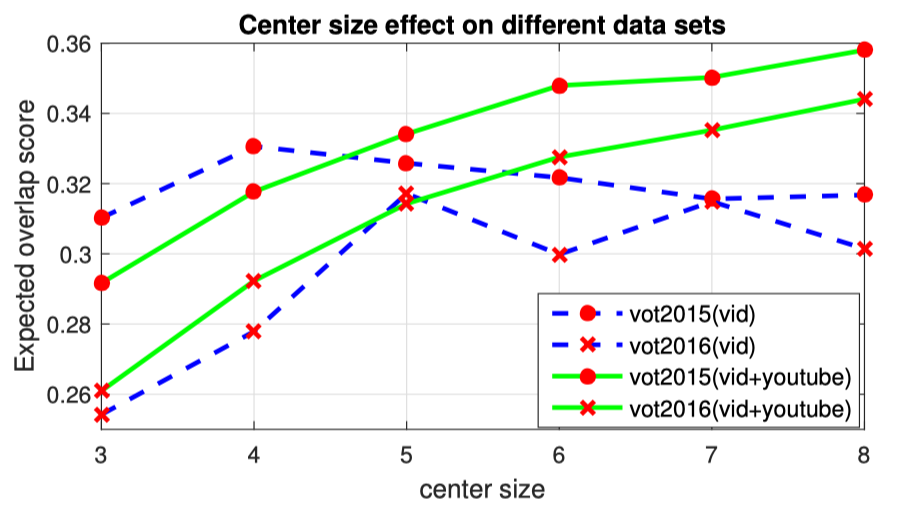 Center size effect on different data sets
Expected overlap score
0.36
0.34
0.32
0.3
0.28
0.26
3 4 5 6 7 8
center size
vot2015(vid)
vot2016(vid)
vot2015(vid+youtube)
vot2016(vid+youtube)